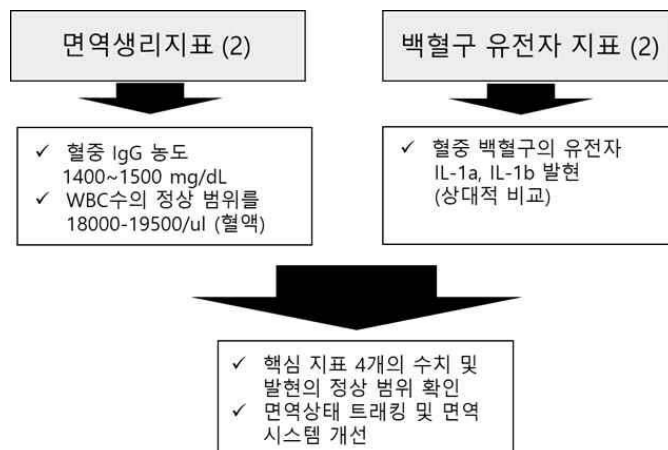 면역생리지표 (2)
✓ 혈중 IgG 농도
1400~1500 mg/dL
✓ WBC수의 정상 범위를
18000-19500/ul (혈액)
백혈구 유전자 지표 (2)
✓ 혈중 백혈구의 유전자
IL-1a, IL-1b 발현
(상대적 비교)
✓ 핵심 지표 4개의 수치 및
발현의 정상 범위 확인
✓ 면역상태 트래킹 및 면역
시스템 개선